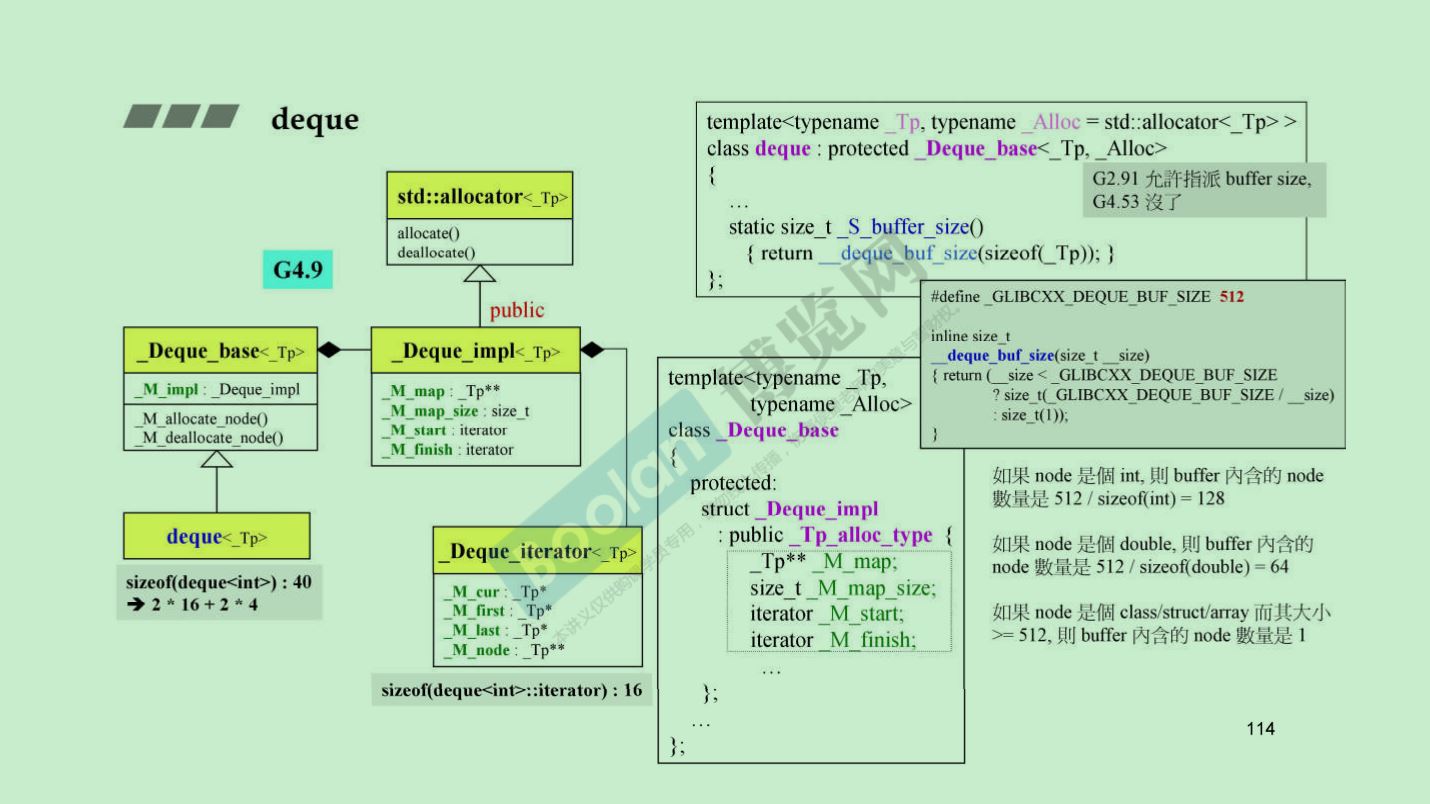 deque
template<typename _Tp, typename _Alloc = std::allocator<_Tp> >
class deque : protected _Deque_base<_Tp, _Alloc>
{
…
static size_t _S_buffer_size()
{ return __deque_buf_size(sizeof(_Tp)); }
};
G2.91 允許指派 buffer size,
G4.53 沒了
#define _GLIBCXX_DEQUE_BUF_SIZE 512
inline size_t
__deque_buf_size(size_t __size)
{ return (__size < _GLIBCXX_DEQUE_BUF_SIZE
? size_t(_GLIBCXX_DEQUE_BUF_SIZE / __size)
: size_t(1));
}
std::allocator<_Tp>
allocate()
deallocate()
G4.9
public
_Deque_base<_Tp>
_M_impl : _Deque_impl
_M_allocate_node()
_M_deallocate_node()
_Deque_impl<_Tp>
_M_map : _Tp**
_M_map_size : size_t
_M_start : iterator
_M_finish : iterator
deque<_Tp>
sizeof(deque<int>) : 40
➔ 2 * 16 + 2 * 4
_Deque_iterator<_Tp>
_M_cur : _Tp*
_M_first : _Tp*
_M_last : _Tp*
_M_node : _Tp**
sizeof(deque<int>::iterator) : 16
template<typename _Tp,
typename _Alloc>
class _Deque_base
{
protected:
struct _Deque_impl
: public _Tp_alloc_type {
_Tp** _M_map;
size_t _M_map_size;
iterator _M_start;
iterator _M_finish;
…
};
…
};
如果 node 是個 int, 則 buffer 內含的 node
數量是 512 / sizeof(int) = 128
如果 node 是個 double, 則 buffer 內含的
node 數量是 512 / sizeof(double) = 64
如果 node 是個 class/struct/array 而其大小
>= 512, 則 buffer 內含的 node 數量是 1
boolan 博览网
114